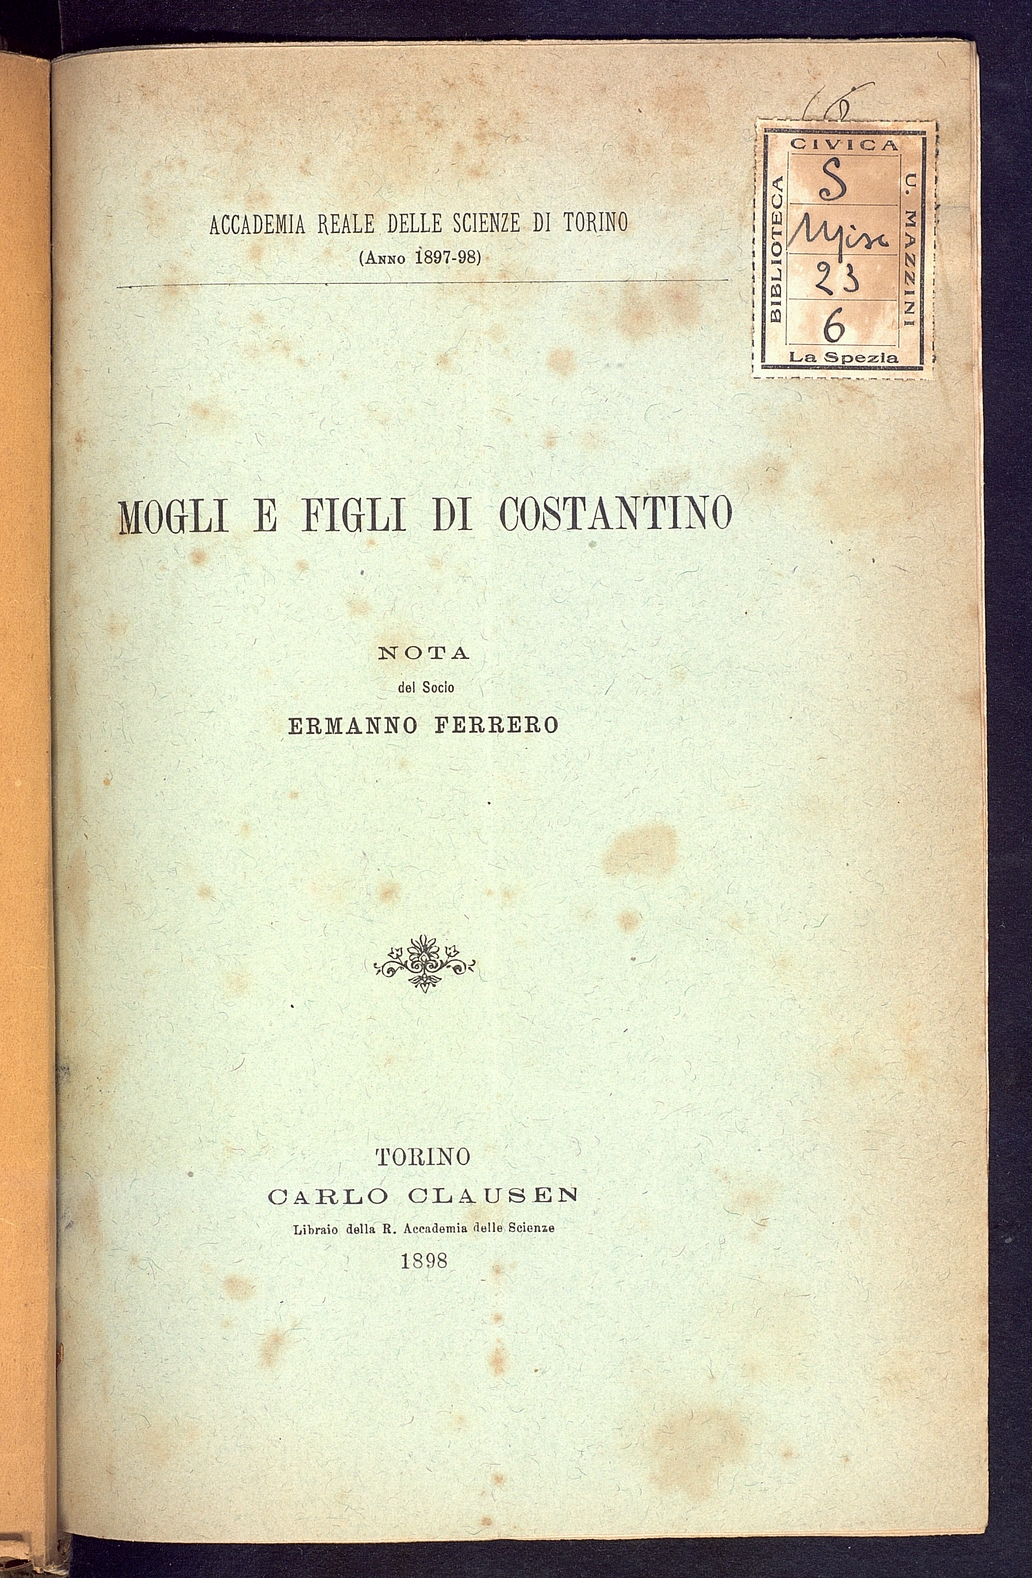 ACCADEMIA REALE DELLE SCIENZE DI TORINO
(Anno 1897-98)
CIVICA
BIBLIOTECA
U. MAZZINI
S
Misc
23
6
La Spezia
MOGLI E FIGLI DI COSTANTINO
NOTA
del Socio
ERMANNO FERRERO
TORINO
CARLO CLAUSEN
Libraio della R. Accademia delle Scienze
1898